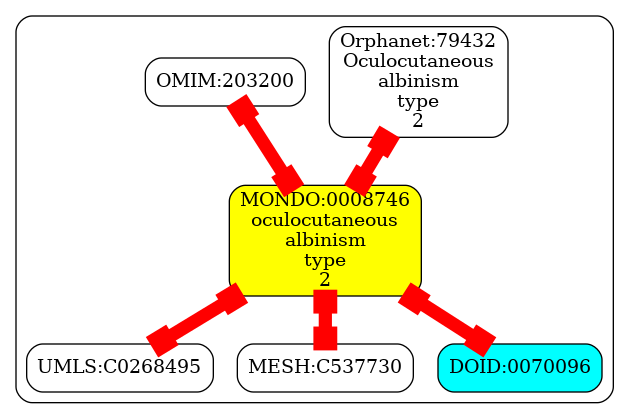 OMIM:203200
Orphanet:79432
Oculocutaneous
albinism
type
2
MONDO:0008746
oculocutaneous
albinism
type
2
UMLS:C0268495
MESH:C537730
DOID:0070096